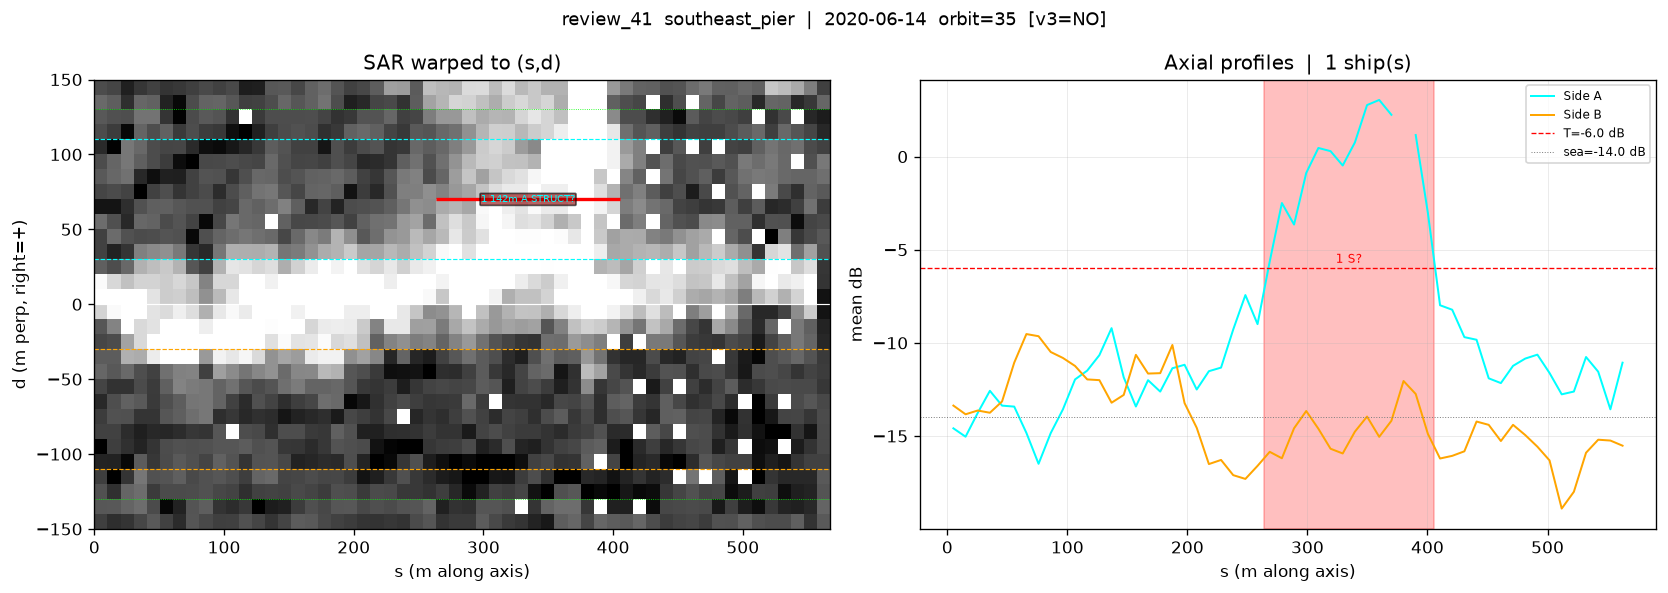 review_41 southeast_pier | 2020-06-14 orbit=35 [v3=NO]
SAR warped to (s,d)
d (m perp, right=+)
150
100
50
0
−50
−100
−150
1 142m A STRUCT?
0
100
200
300
400
500
s (m along axis)
Axial profiles | 1 ship(s)
mean dB
0
−5
−10
−15
1 S?
Side A
Side B
T=-6.0 dB
sea=-14.0 dB
0
100
200
300
400
500
s (m along axis)